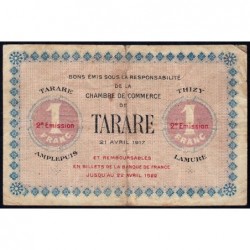 BONS ÉMIS SOUS LA RESPONSABILITÉ
DE LA
CHAMBRE DE COMMERCE
DE
TARARE
21 AVRIL 1917
ET REMBOURSABLES
EN BILLETS DE LA BANQUE DE FRANCE
JUSQU'AU 22 AVRIL 1922
TARARE
1
FRANC
2e ÉMISSION
AMPLEPUIS
THIZY
1
FRANC
2e ÉMISSION
LAMURE